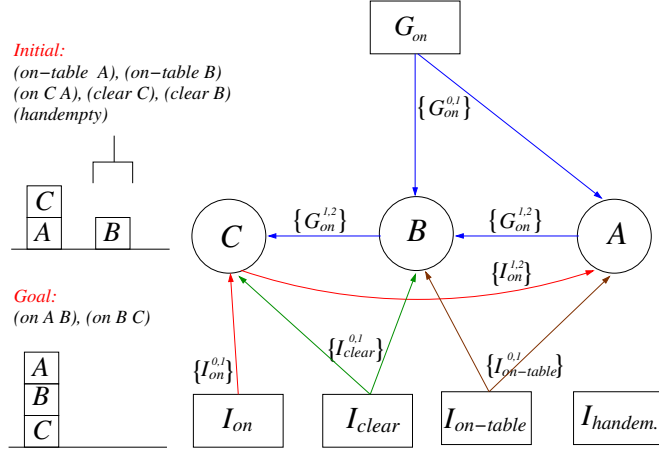 G_on
Initial:
(on−table A), (on−table B)
(on C A), (clear C), (clear B)
(handempty)
{G_on^0,1}
C
A
B
C
{G_on^1,2}
B
{G_on^1,2}
A
{I_on^1,2}
Goal:
(on A B), (on B C)
A
B
C
{I_on^0,1}
{I_clear^0,1}
{I_on−table^0,1}
I_on
I_clear
I_on−table
I_handem.